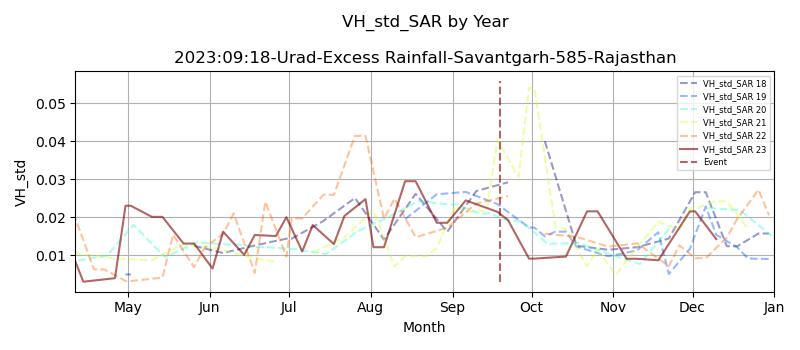 VH_std_SAR by Year
2023:09:18-Urad-Excess Rainfall-Savantgarh-585-Rajasthan
VH_std
0.05
0.04
0.03
0.02
0.01
VH_std_SAR 18
VH_std_SAR 19
VH_std_SAR 20
VH_std_SAR 21
VH_std_SAR 22
VH_std_SAR 23
Event
May Jun Jul Aug Sep Oct Nov Dec Jan
Month